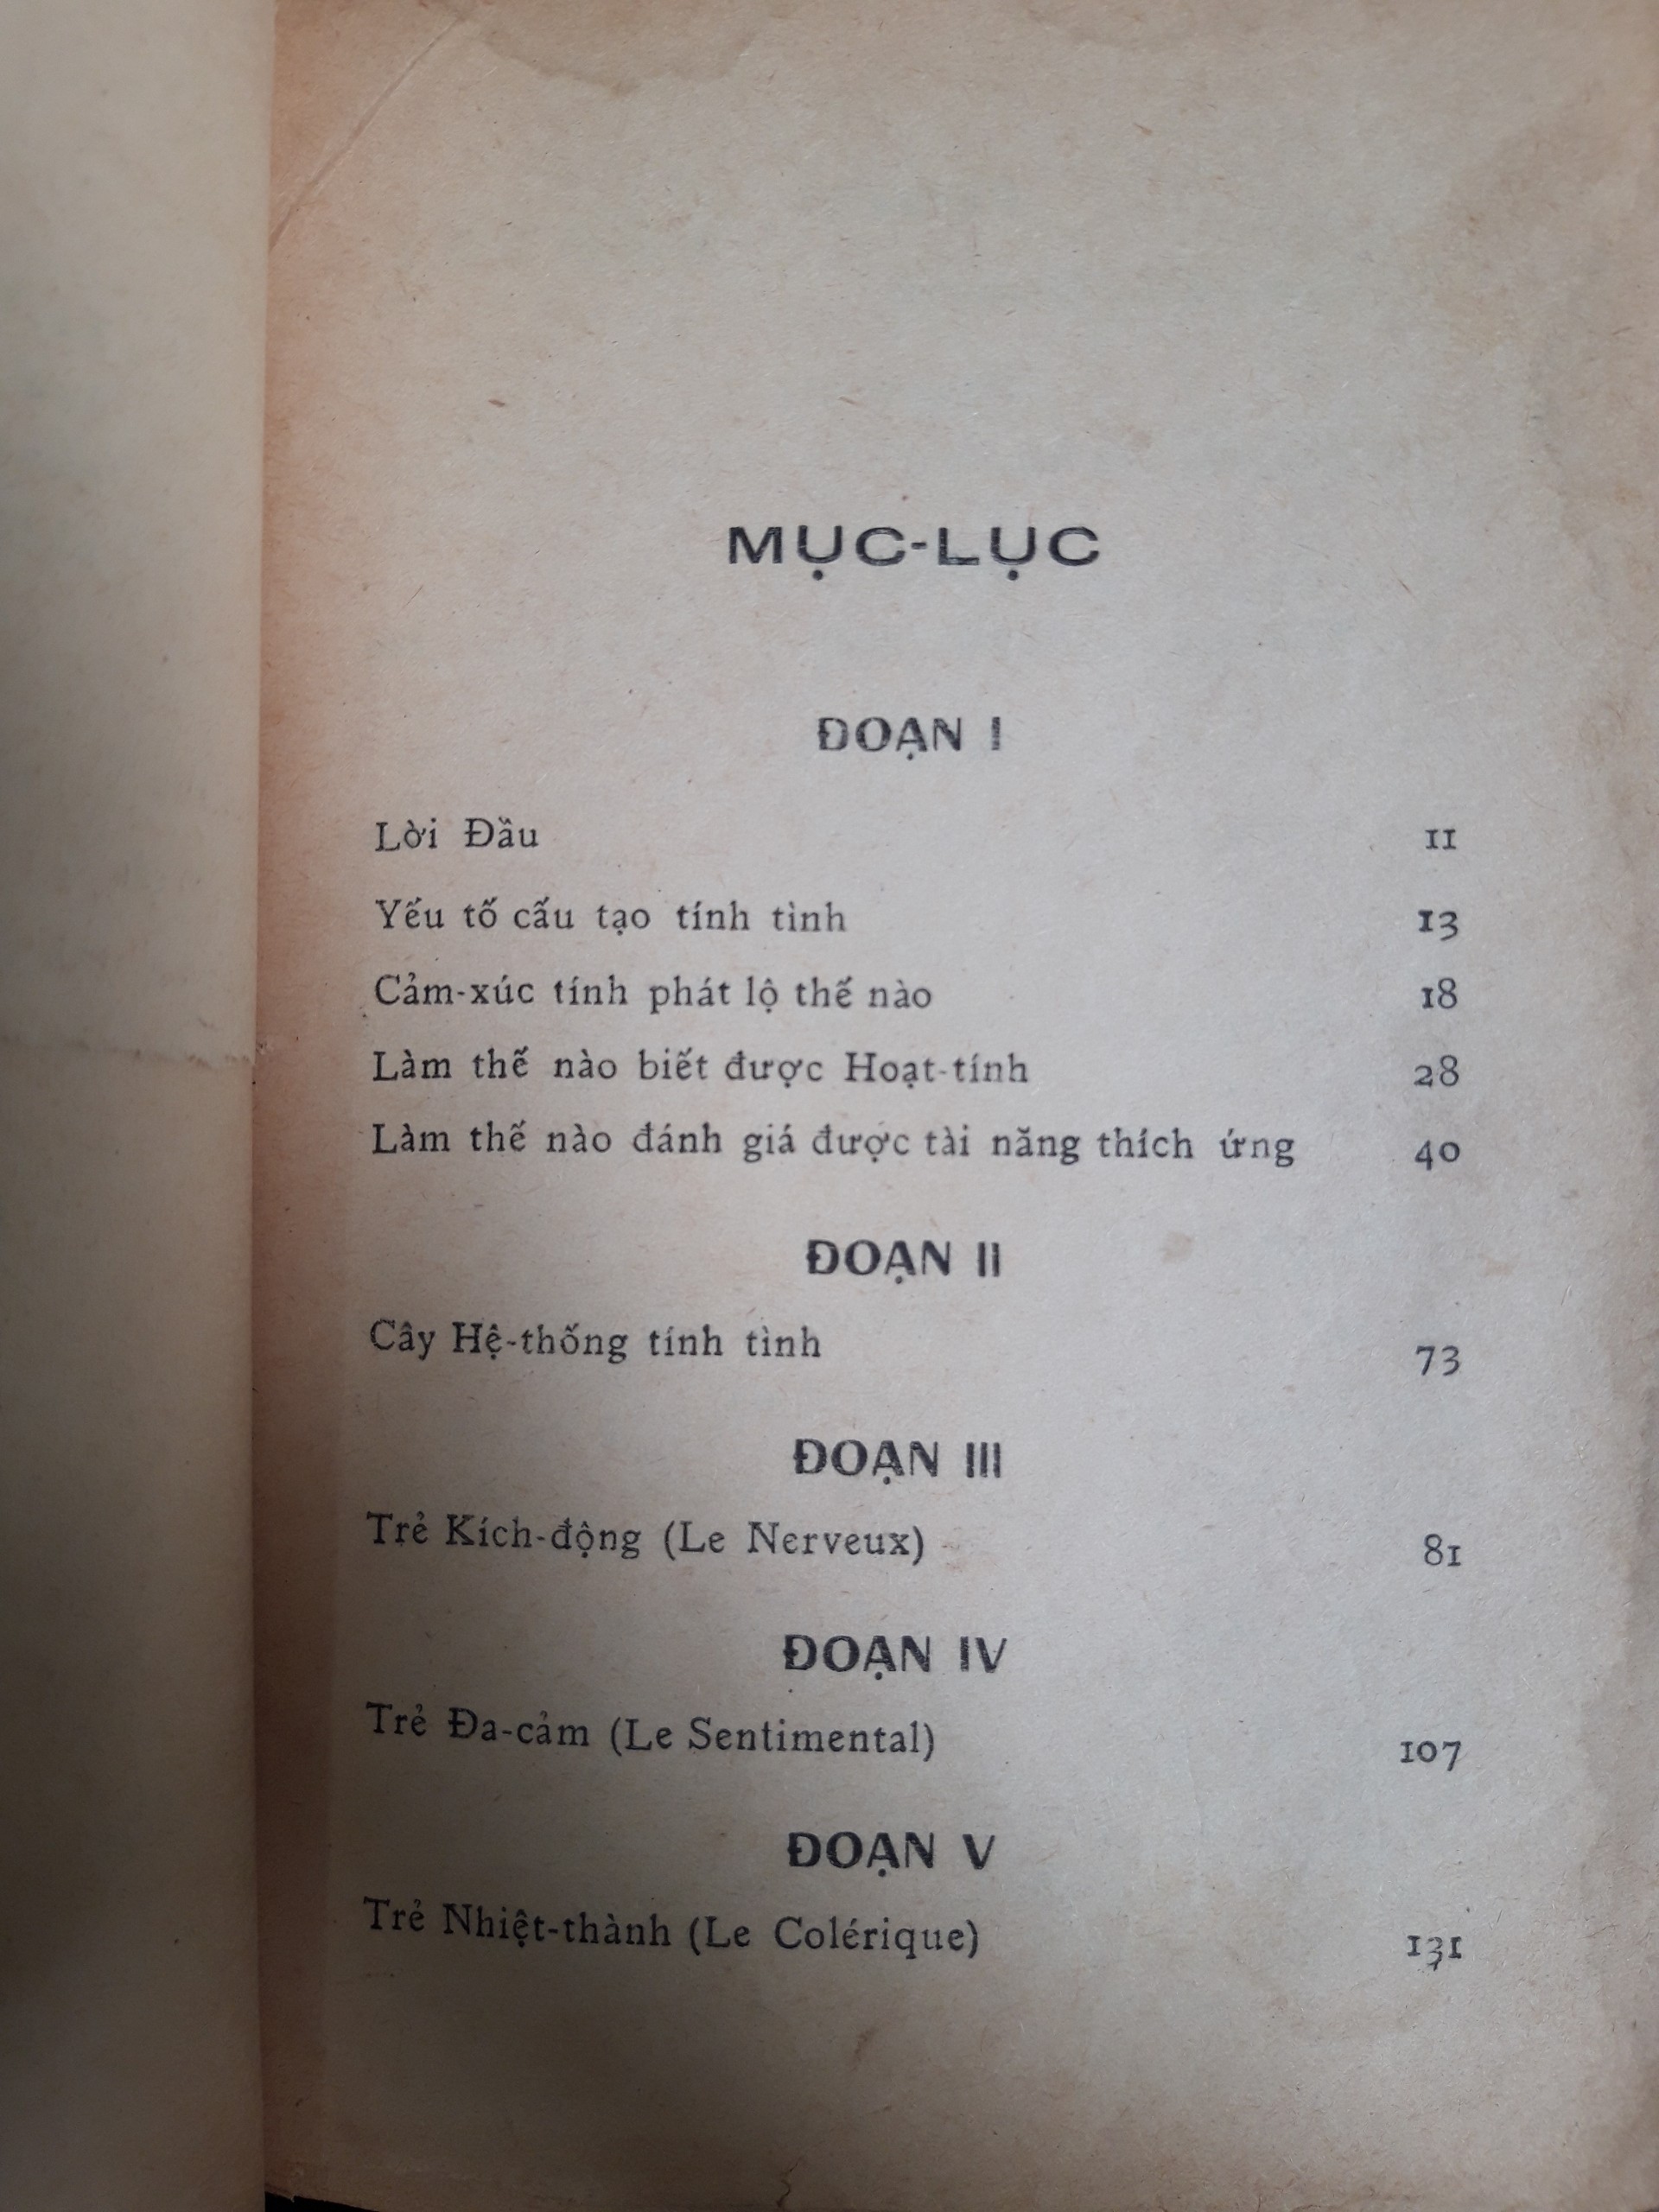 MỤC-LỤC
ĐOẠN I
Lời Đầu 11
Yếu tố cấu tạo tính tình 13
Cảm-xúc tính phát lộ thế nào 18
Làm thế nào biết được Hoạt-tính 28
Làm thế nào đánh giá được tài năng thích ứng 40
ĐOẠN II
Cây Hệ-thống tính tình 73
ĐOẠN III
Trẻ Kích-động (Le Nerveux) 81
ĐOẠN IV
Trẻ Đa-cảm (Le Sentimental) 107
ĐOẠN V
Trẻ Nhiệt-thành (Le Colérique) 131